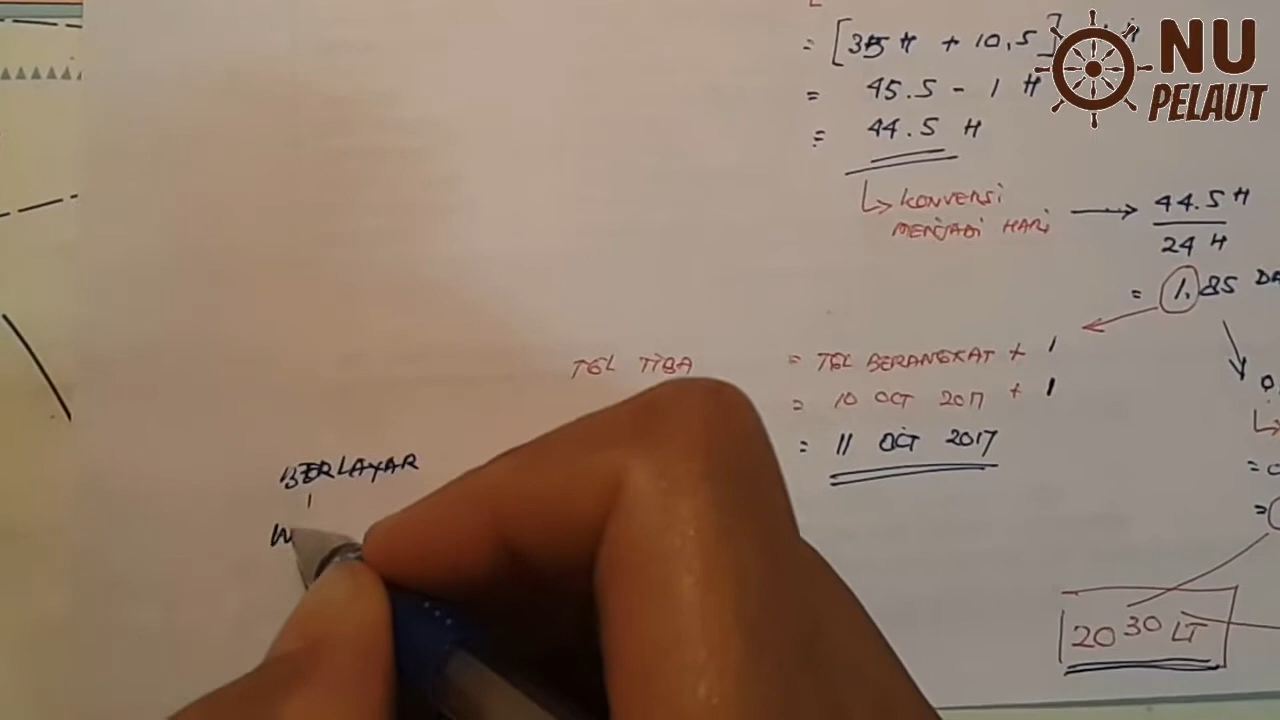 NU
PELAUT
= [35 H + 10,5]
= 45.5 - 1 H
= 44.5 H
KONVERSI
MENJADI HARI
44.5 H
24 H
= 1.85
TGL TIBA
= TGL BERANGKAT + 1
= 10 OCT 2017 + 1
= 11 OCT 2017
BERLAYAR
20 30 LT